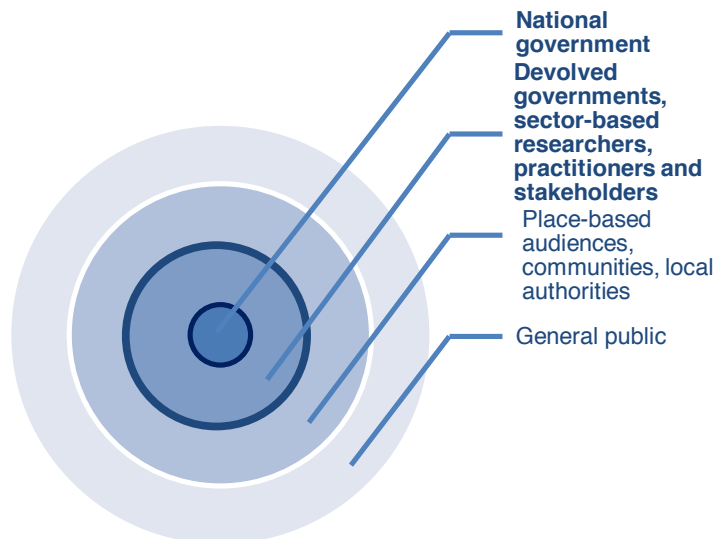 National
government
Devolved
governments,
sector-based
researchers,
practitioners and
stakeholders
Place-based
audiences,
communities, local
authorities
General public